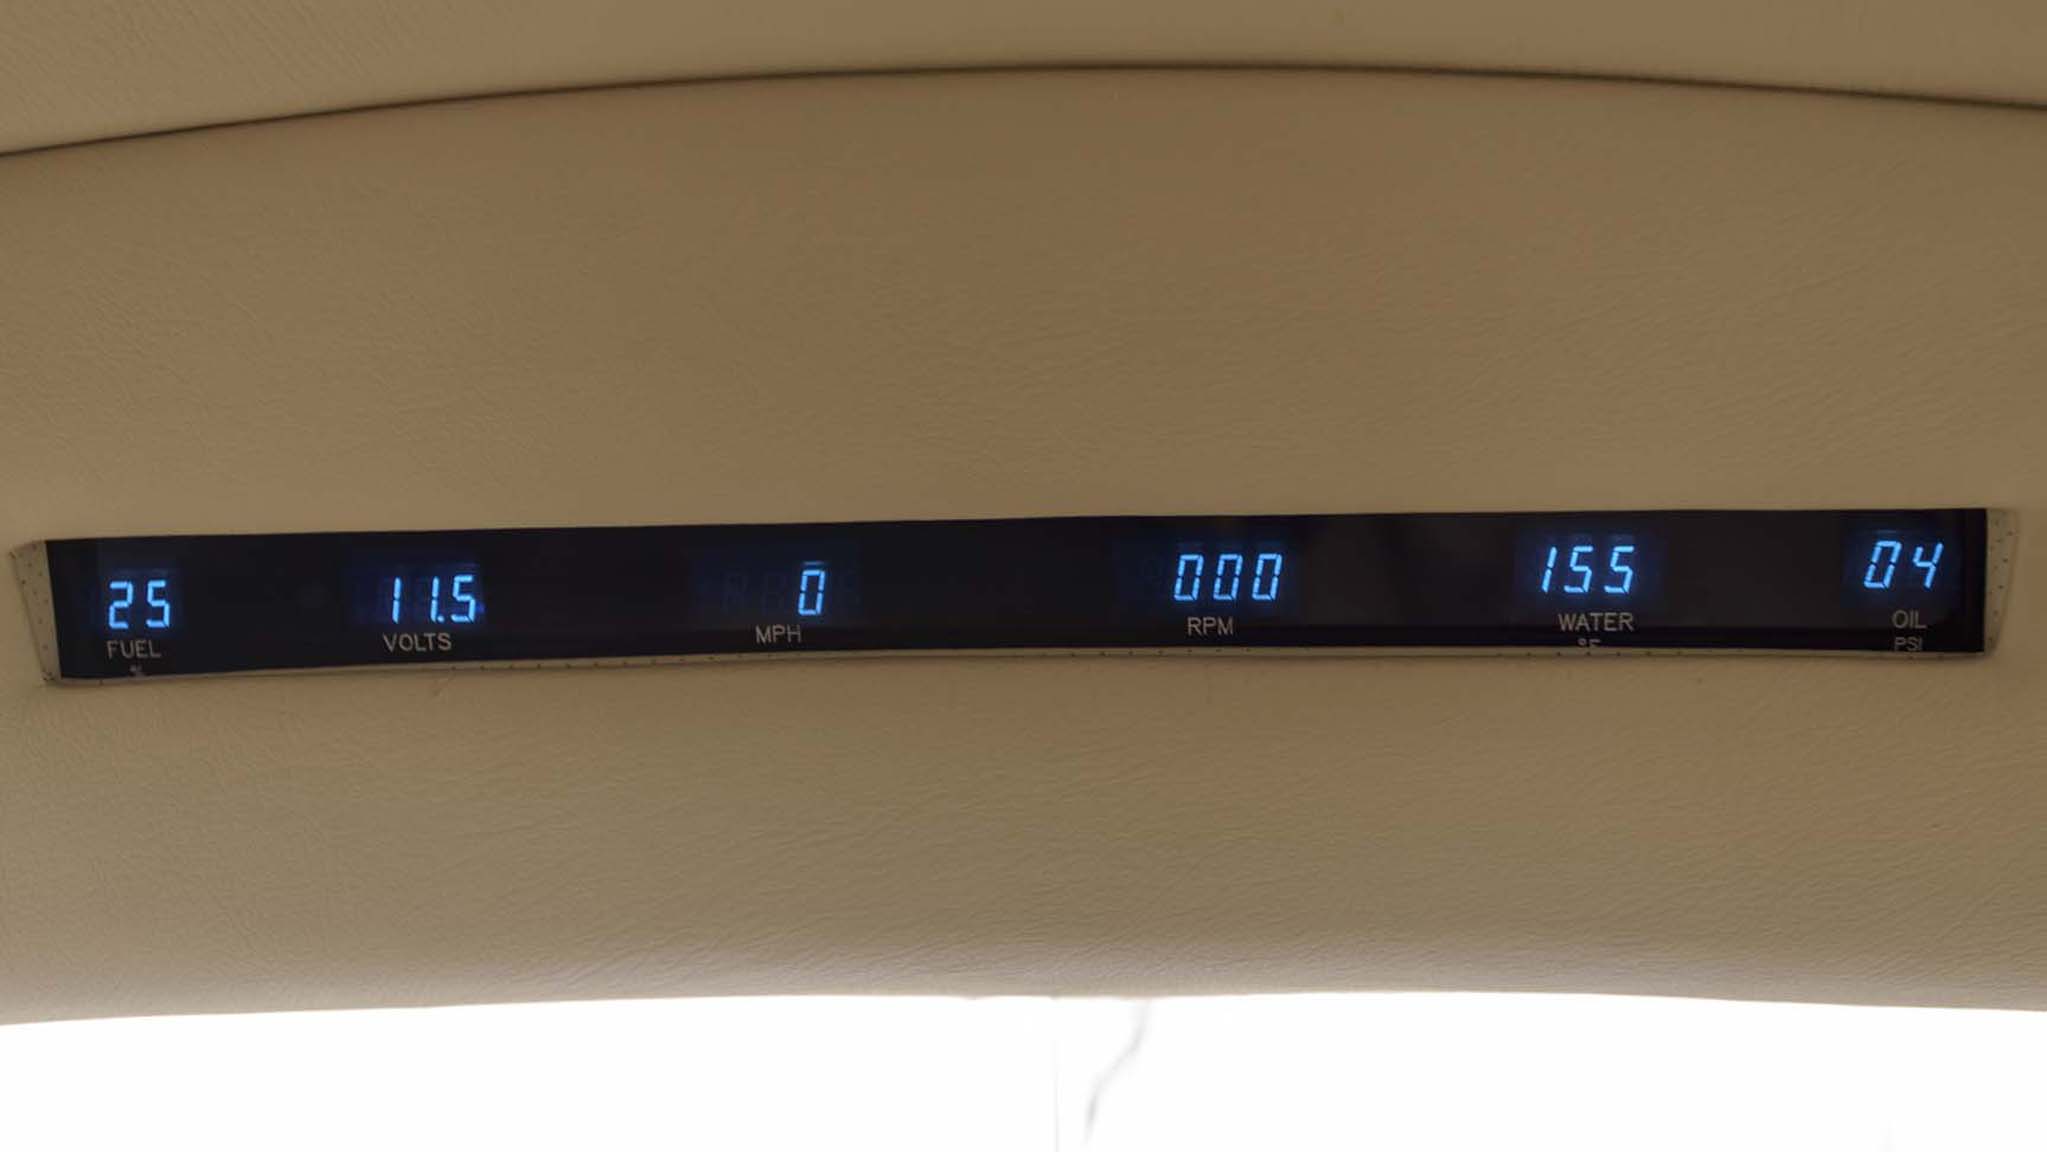 25 11.5 0 000 155 04
FUEL VOLTS MPH RPM WATER OIL
°F PSI